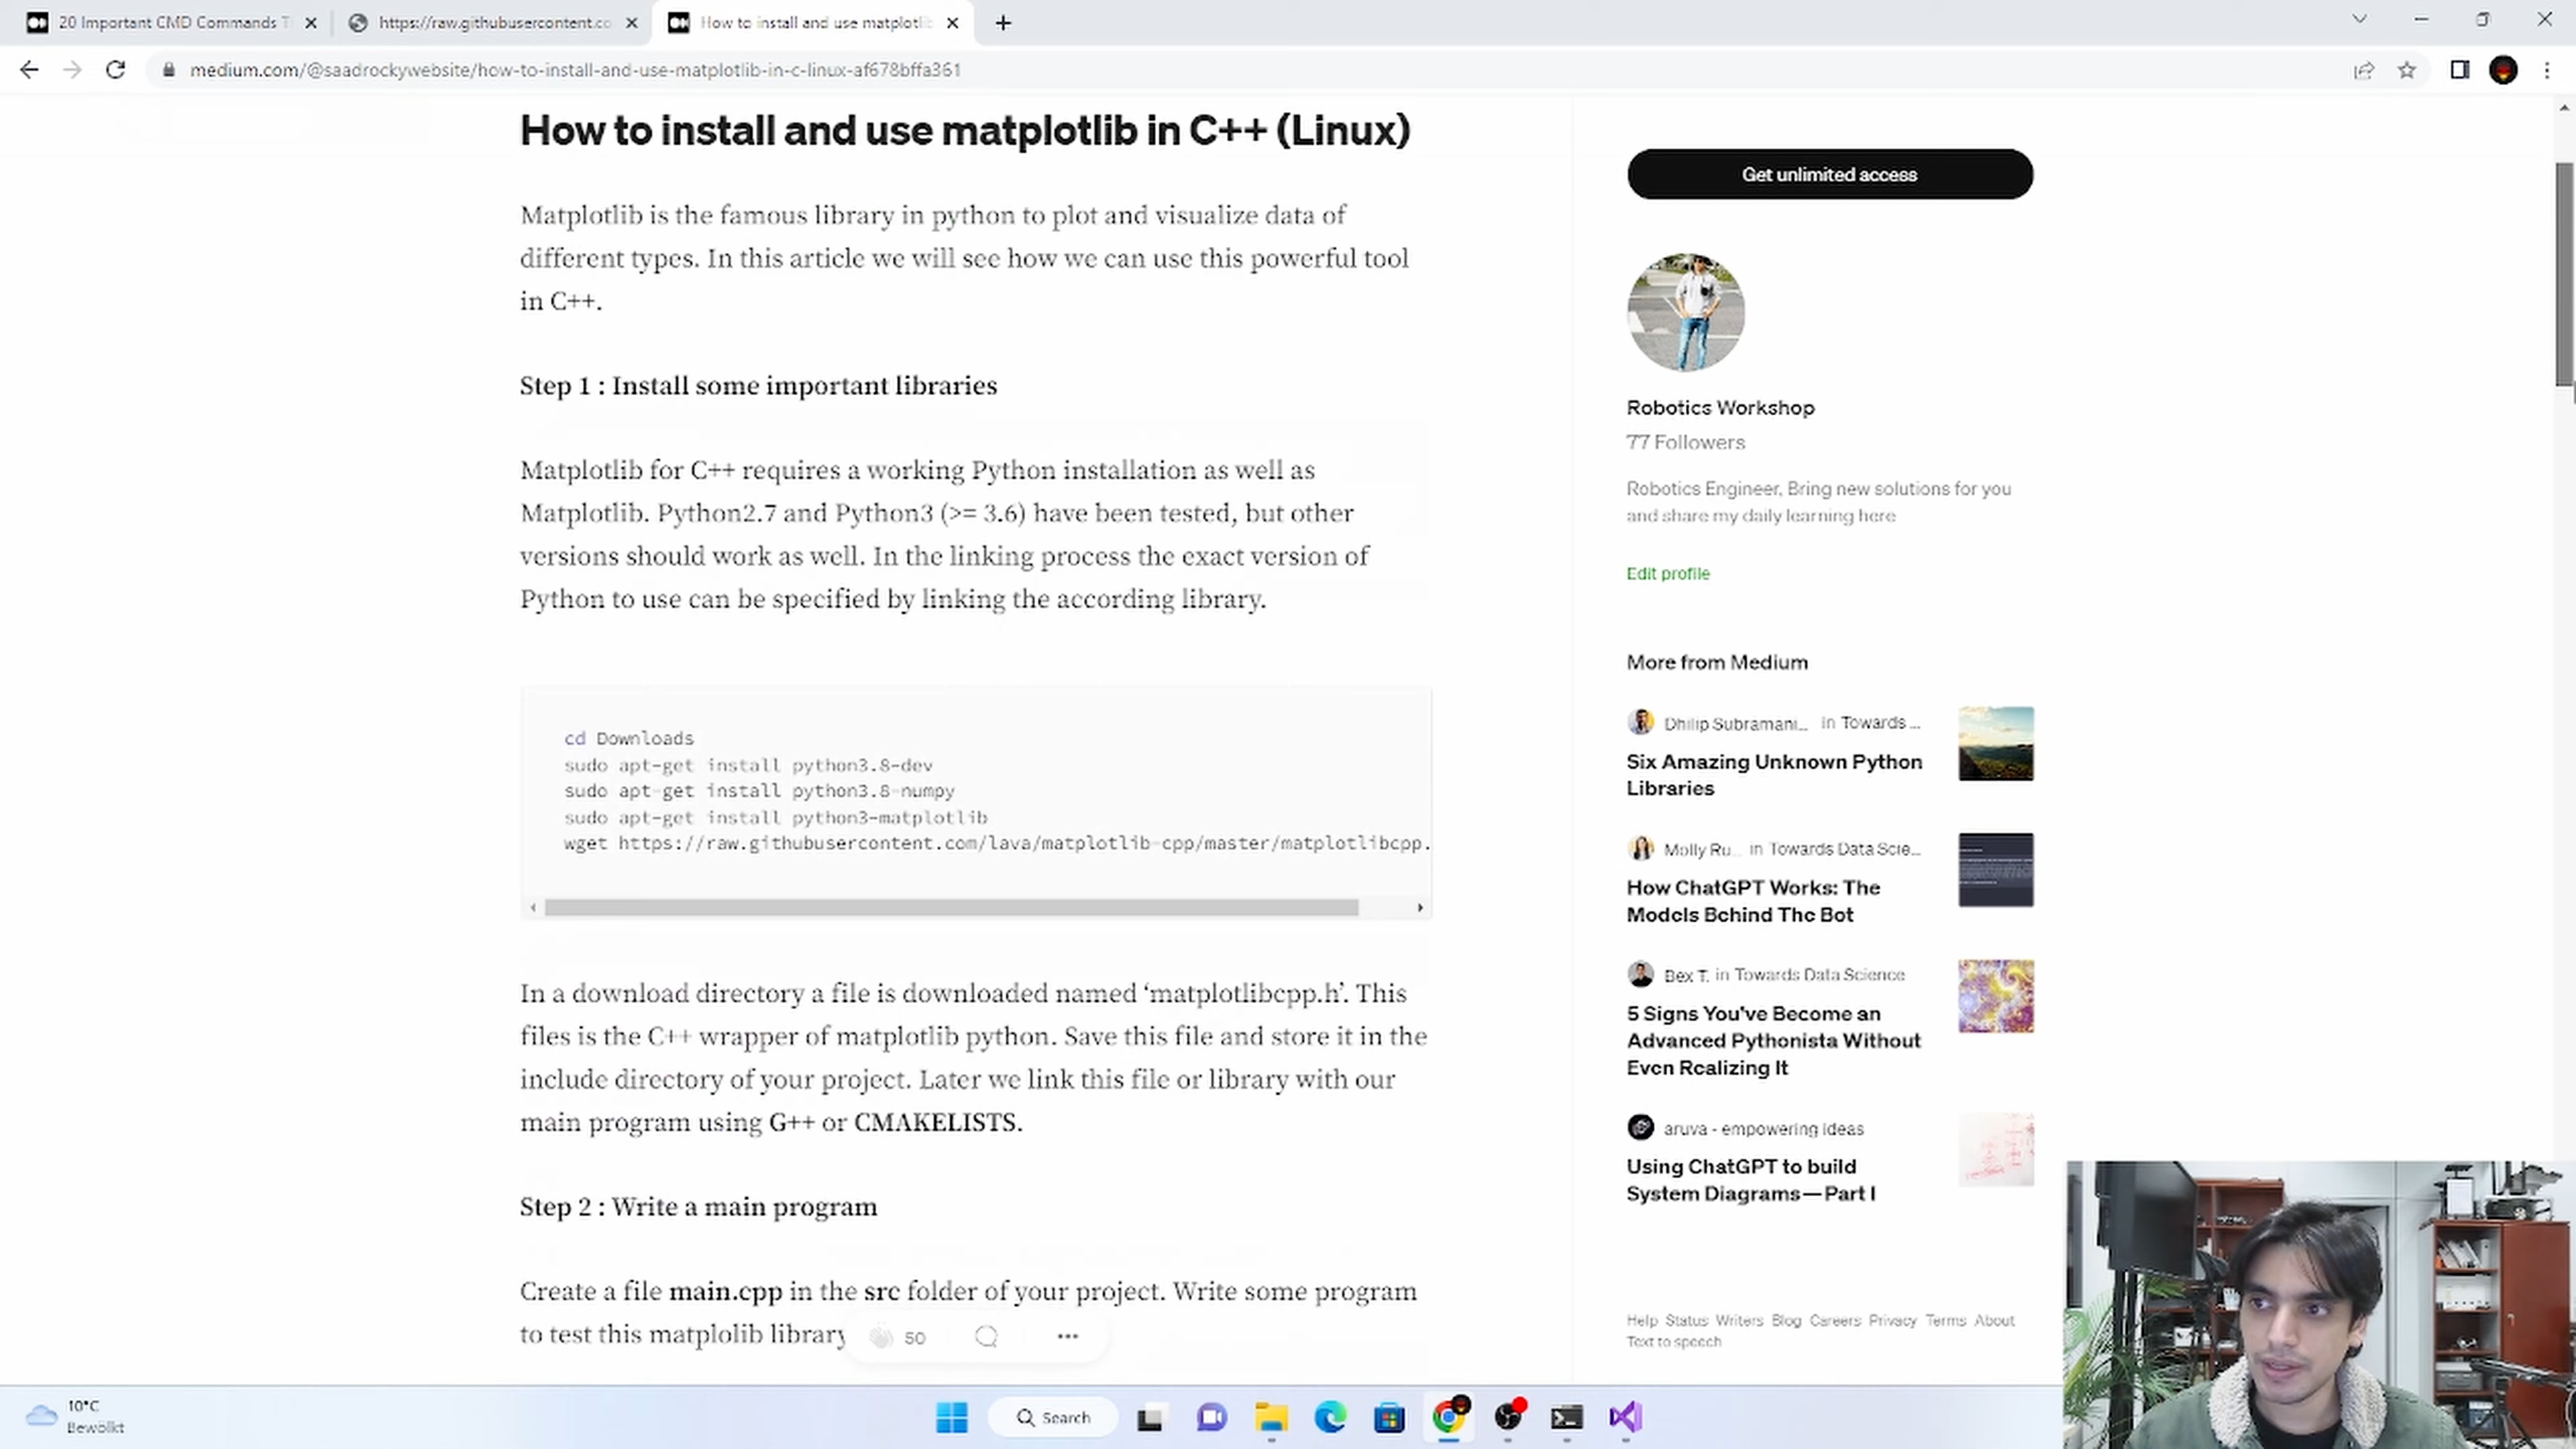 20 Important CMD Commands T
https://raw.githubusercontent.co
How to install and use matplotlib
medium.com/@saadrockywebsite/how-to-install-and-use-matplotlib-in-c-linux-af678bffa361
How to install and use matplotlib in C++ (Linux)
Matplotlib is the famous library in python to plot and visualize data of
different types. In this article we will see how we can use this powerful tool
in C++.
Step 1 : Install some important libraries
Matplotlib for C++ requires a working Python installation as well as
Matplotlib. Python2.7 and Python3 (>= 3.6) have been tested, but other
versions should work as well. In the linking process the exact version of
Python to use can be specified by linking the according library.
cd Downloads
sudo apt-get install python3.8-dev
sudo apt-get install python3.8-numpy
sudo apt-get install python3-matplotlib
wget https://raw.githubusercontent.com/lava/matplotlib-cpp/master/matplotlibcpp.
In a download directory a file is downloaded named ‘matplotlibcpp.h’. This
files is the C++ wrapper of matplotlib python. Save this file and store it in the
include directory of your project. Later we link this file or library with our
main program using G++ or CMAKELISTS.
Step 2 : Write a main program
Create a file main.cpp in the src folder of your project. Write some program
to test this matplolib library
50
Get unlimited access
Robotics Workshop
77 Followers
Robotics Engineer, Bring new solutions for you
and share my daily learning here
Edit profile
More from Medium
Dhilip Subramani... in Towards ...
Six Amazing Unknown Python
Libraries
Molly Ru... in Towards Data Scie...
How ChatGPT Works: The
Models Behind The Bot
Bex T. in Towards Data Science
5 Signs You've Become an
Advanced Pythonista Without
Even Realizing It
aruva - empowering ideas
Using ChatGPT to build
System Diagrams — Part I
Help Status Writers Blog Careers Privacy Terms About
Text to speech
10°C
Bewölkt
Search